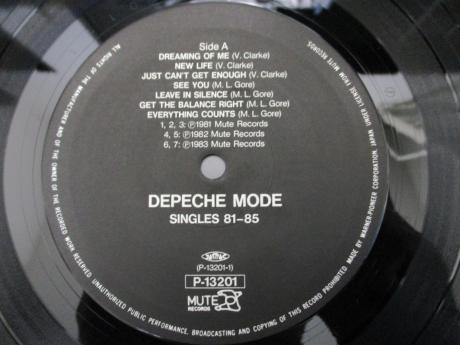 Side A
DREAMING OF ME (V. Clarke)
NEW LIFE (V. Clarke)
JUST CAN'T GET ENOUGH (V. Clarke)
SEE YOU (M. L. Gore)
LEAVE IN SILENCE (M. L. Gore)
GET THE BALANCE RIGHT (M. L. Gore)
EVERYTHING COUNTS (M. L. Gore)
1, 2, 3: ℗1981 Mute Records
4, 5: ℗1982 Mute Records
6, 7: ℗1983 Mute Records
DEPECHE MODE
SINGLES 81–85
(P-13201-1)
P-13201
MUTE
RECORDS
ALL RIGHTS OF THE MANUFACTURER AND OF THE OWNER OF THE RECORDED WORK RESERVED UNAUTHORIZED PUBLIC PERFORMANCE, BROADCASTING AND COPYING OF THIS RECORD PROHIBITED. MADE BY WARNER-PIONEER CORPORATION, JAPAN UNDER LICENSE FROM MUTE RECORDS